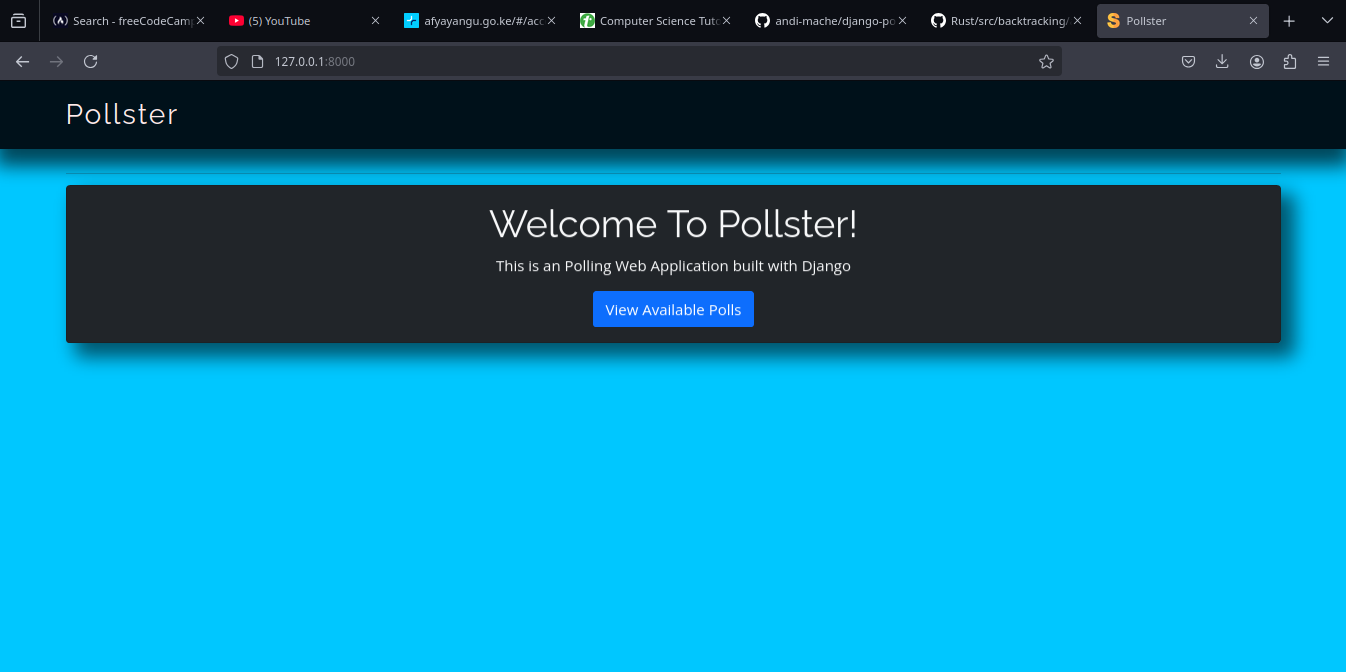 Search - freeCodeCamp
(5) YouTube
afyayangu.go.ke/#/acc
Computer Science Tuto
andi-mache/django-po
Rust/src/backtracking/
Pollster
127.0.0.1:8000
Pollster
Welcome To Pollster!
This is an Polling Web Application built with Django
View Available Polls